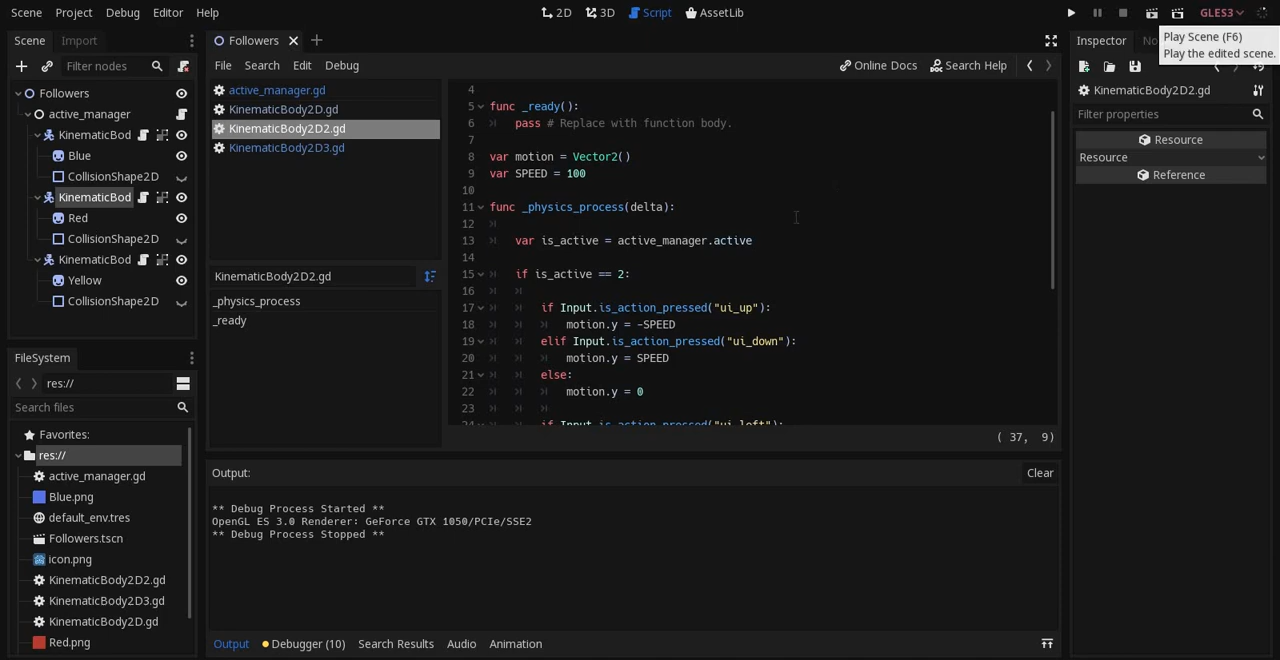 Scene Project Debug Editor Help
2D 3D Script AssetLib
GLES3
Play Scene (F6)
Play the edited scene.
Scene Import
Filter nodes
Followers
active_manager
KinematicBod
Blue
CollisionShape2D
KinematicBod
Red
CollisionShape2D
KinematicBod
Yellow
CollisionShape2D
FileSystem
res://
Search files
Favorites:
res://
active_manager.gd
Blue.png
default_env.tres
Followers.tscn
icon.png
KinematicBody2D2.gd
KinematicBody2D3.gd
KinematicBody2D.gd
Red.png
Followers
File Search Edit Debug
Online Docs Search Help
active_manager.gd
KinematicBody2D.gd
KinematicBody2D2.gd
KinematicBody2D3.gd
KinematicBody2D2.gd
_physics_process
_ready
4
5 func _ready():
6 pass # Replace with function body.
7
8 var motion = Vector2()
9 var SPEED = 100
10
11 func _physics_process(delta):
12
13 var is_active = active_manager.active
14
15 if is_active == 2:
16
17 if Input.is_action_pressed("ui_up"):
18 motion.y = -SPEED
19 elif Input.is_action_pressed("ui_down"):
20 motion.y = SPEED
21 else:
22 motion.y = 0
23
24 if Input.is_action_pressed("ui_left"):
( 37, 9)
Output:
Clear
** Debug Process Started **
OpenGL ES 3.0 Renderer: GeForce GTX 1050/PCIe/SSE2
** Debug Process Stopped **
Output Debugger (10) Search Results Audio Animation
Inspector
KinematicBody2D2.gd
Filter properties
Resource
Resource
Reference